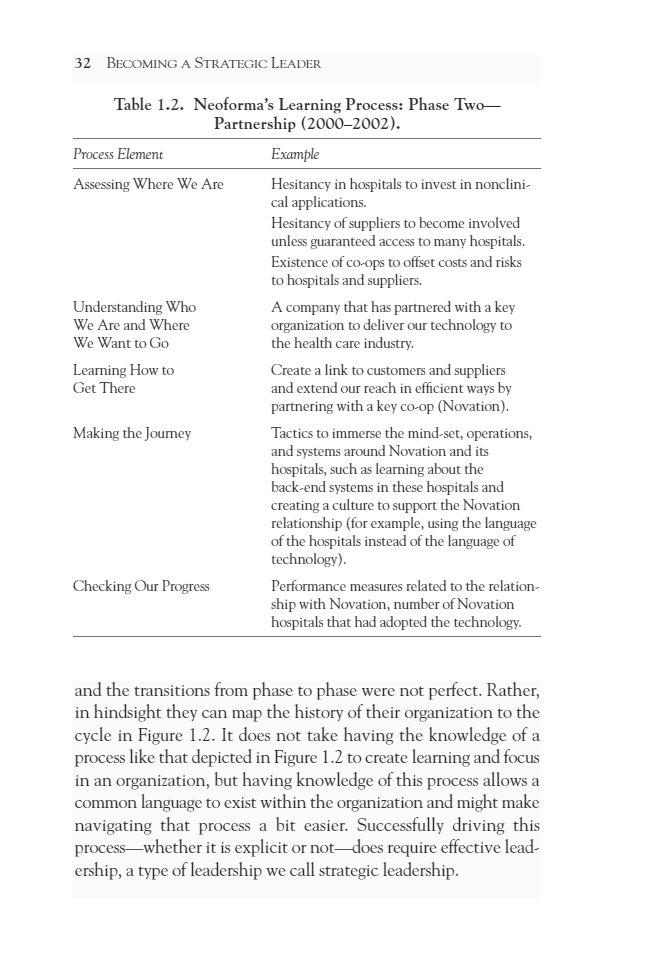 32 BECOMING A STRATEGIC LEADER
Table 1.2. Neoforma's Learning Process: Phase Two—
Partnership (2000–2002).
Process Element Example
Assessing Where We Are Hesitancy in hospitals to invest in nonclini-
cal applications.
Hesitancy of suppliers to become involved
unless guaranteed access to many hospitals.
Existence of co-ops to offset costs and risks
to hospitals and suppliers.
Understanding Who A company that has partnered with a key
We Are and Where organization to deliver our technology to
We Want to Go the health care industry.
Learning How to Create a link to customers and suppliers
Get There and extend our reach in efficient ways by
partnering with a key co-op (Novation).
Making the Journey Tactics to immerse the mind-set, operations,
and systems around Novation and its
hospitals, such as learning about the
back-end systems in these hospitals and
creating a culture to support the Novation
relationship (for example, using the language
of the hospitals instead of the language of
technology).
Checking Our Progress Performance measures related to the relation-
ship with Novation, number of Novation
hospitals that had adopted the technology.
and the transitions from phase to phase were not perfect. Rather,
in hindsight they can map the history of their organization to the
cycle in Figure 1.2. It does not take having the knowledge of a
process like that depicted in Figure 1.2 to create learning and focus
in an organization, but having knowledge of this process allows a
common language to exist within the organization and might make
navigating that process a bit easier. Successfully driving this
process—whether it is explicit or not—does require effective lead-
ership, a type of leadership we call strategic leadership.